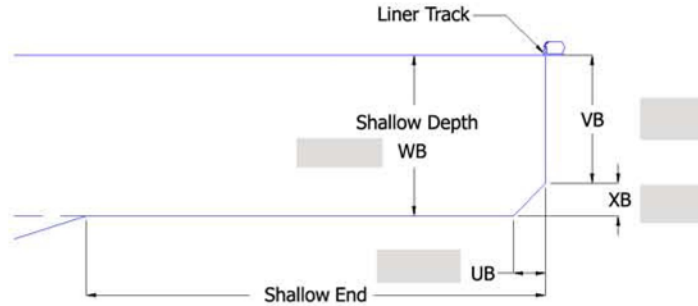 Liner Track
Shallow Depth
WB
VB
XB
UB
Shallow End